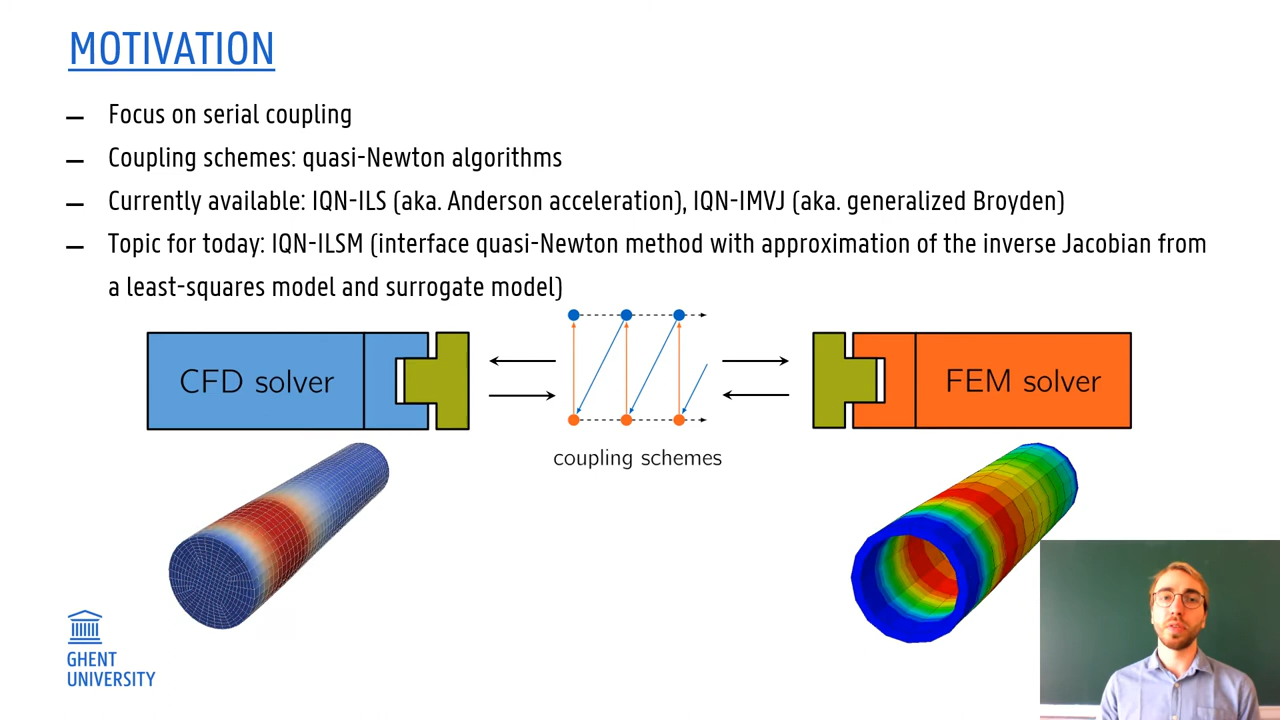 MOTIVATION
– Focus on serial coupling
– Coupling schemes: quasi-Newton algorithms
– Currently available: IQN-ILS (aka. Anderson acceleration), IQN-IMVJ (aka. generalized Broyden)
– Topic for today: IQN-ILSM (interface quasi-Newton method with approximation of the inverse Jacobian from
a least-squares model and surrogate model)
CFD solver
FEM solver
coupling schemes
GHENT
UNIVERSITY